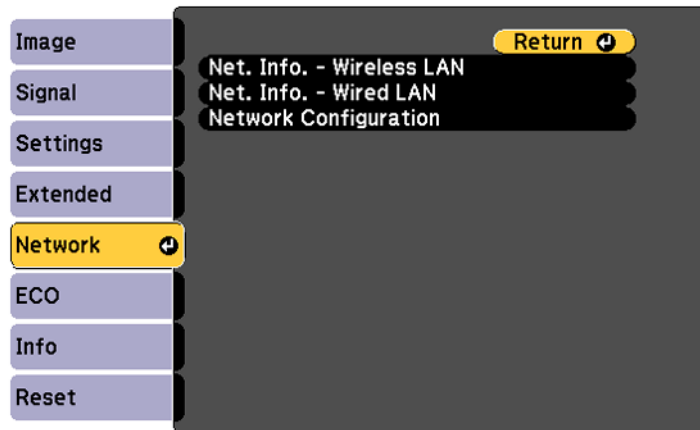 Image
Signal
Settings
Extended
Network
ECO
Info
Reset
Return
Net. Info. - Wireless LAN
Net. Info. - Wired LAN
Network Configuration